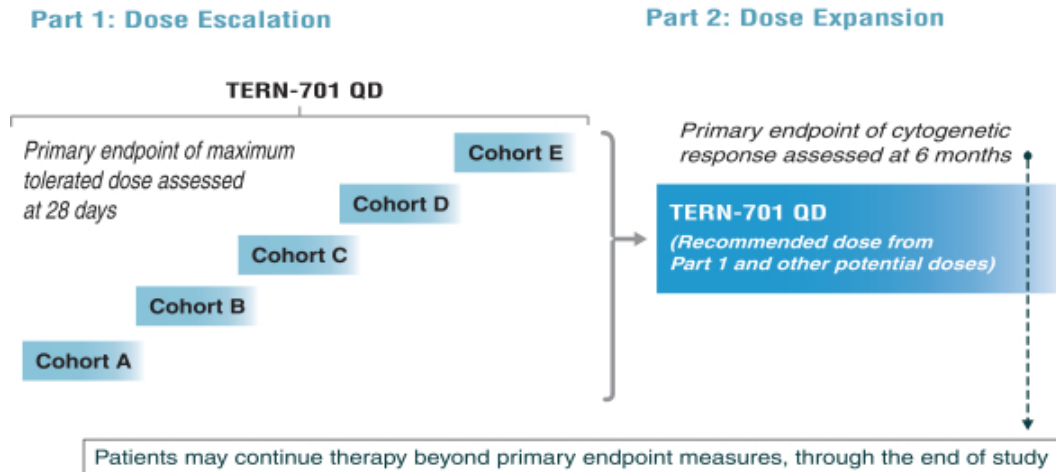 Part 1: Dose Escalation
Part 2: Dose Expansion
TERN-701 QD
Primary endpoint of maximum
tolerated dose assessed
at 28 days
Cohort E
Cohort D
Cohort C
Cohort B
Cohort A
Primary endpoint of cytogenetic
response assessed at 6 months
TERN-701 QD
(Recommended dose from
Part 1 and other potential doses)
Patients may continue therapy beyond primary endpoint measures, through the end of study